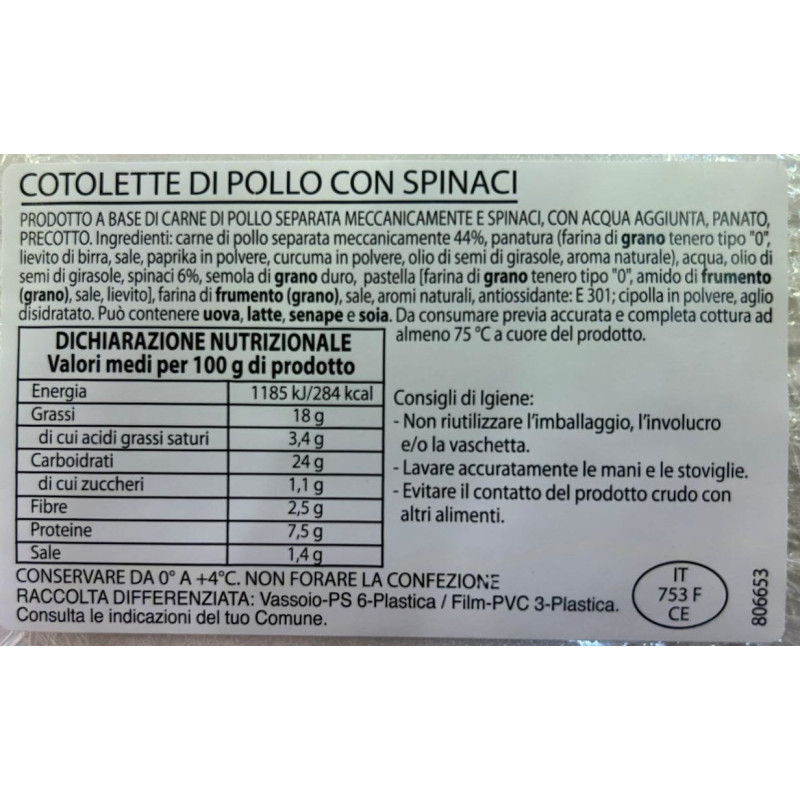 COTOLETTE DI POLLO CON SPINACI
PRODOTTO A BASE DI CARNE DI POLLO SEPARATA MECCANICAMENTE E SPINACI, CON ACQUA AGGIUNTA, PANATO,
PRECOTTO. Ingredienti: carne di pollo separata meccanicamente 44%, panatura (farina di grano tenero tipo "0",
lievito di birra, sale, paprika in polvere, curcuma in polvere, olio di semi di girasole, aroma naturale), acqua, olio di
semi di girasole, spinaci 6%, semola di grano duro, pastella [farina di grano tenero tipo "0", amido di frumento
(grano), sale, lievito], farina di frumento (grano), sale, aromi naturali, antiossidante: E 301; cipolla in polvere, aglio
disidratato. Può contenere uova, latte, senape e soia. Da consumare previa accurata e completa cottura ad
almeno 75 °C a cuore del prodotto.
DICHIARAZIONE NUTRIZIONALE
Valori medi per 100 g di prodotto
Energia 1185 kJ/284 kcal
Grassi 18 g
di cui acidi grassi saturi 3,4 g
Carboidrati 24 g
di cui zuccheri 1,1 g
Fibre 2,5 g
Proteine 7,5 g
Sale 1,4 g
Consigli di Igiene:
- Non riutilizzare l'imballaggio, l'involucro
e/o la vaschetta.
- Lavare accuratamente le mani e le stoviglie.
- Evitare il contatto del prodotto crudo con
altri alimenti.
CONSERVARE DA 0° A +4°C. NON FORARE LA CONFEZIONE
RACCOLTA DIFFERENZIATA: Vassoio-PS 6-Plastica / Film-PVC 3-Plastica.
Consulta le indicazioni del tuo Comune.
IT
753 F
CE
806653